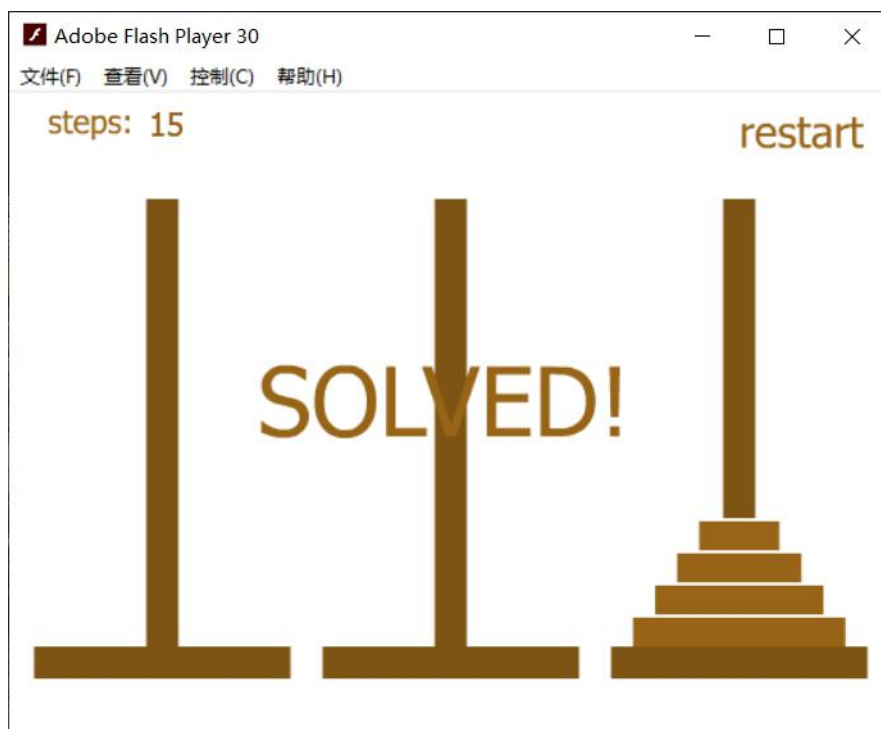 Adobe Flash Player 30
文件(F) 查看(V) 控制(C) 帮助(H)
steps: 15
restart
SOLVED!